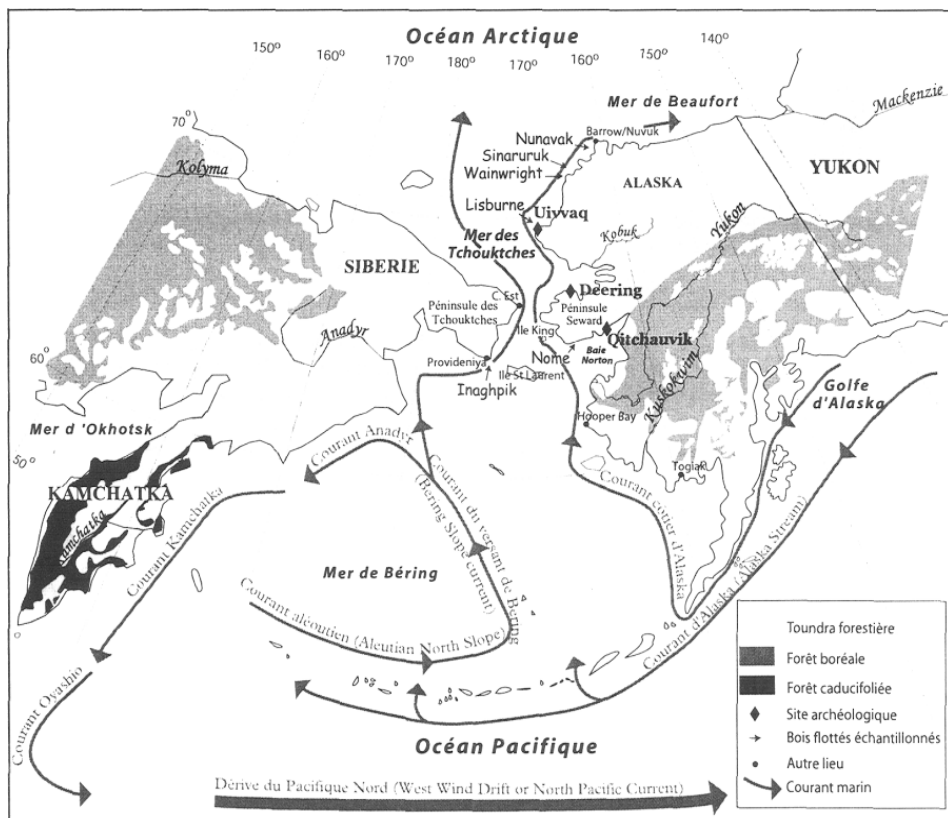 Océan Arctique
150°
160°
170°
180°
170°
160°
150°
140°
Mer de Beaufort
Mackenzie
70°
Nunavak
Barrow/Nuvuk
Sinaruruk
Wainwright
Kolyma
ALASKA
YUKON
Lisburne
Uivvaq
Yukon
Kobuk
Mer des
Tchouktches
SIBERIE
Deering
C. Est
Péninsule des
Tchouktches
Péninsule
Seward
Anadyr
Ile King
Qitchauvik
Nome
Baie
Norton
60°
Provideniya
Ile St Laurent
Inaghpik
Kuskokwim
Golfe
d'Alaska
Hooper Bay
Mer d 'Okhotsk
Courant Anadyr
50°
Togiak
KAMCHATKA
Kamchatka
Courant Kamchatka
Courant du versant de Bering
(Bering Slope current)
Courant côtier d'Alaska
Mer de Béring
Courant d'Alaska (Alaska Stream)
Courant aléoutien (Aleutian North Slope)
Courant Oyashio
Toundra forestière
Forêt boréale
Forêt caducifoliée
Site archéologique
Bois flottés échantillonnés
Autre lieu
Courant marin
Océan Pacifique
Dérive du Pacifique Nord (West Wind Drift or North Pacific Current)